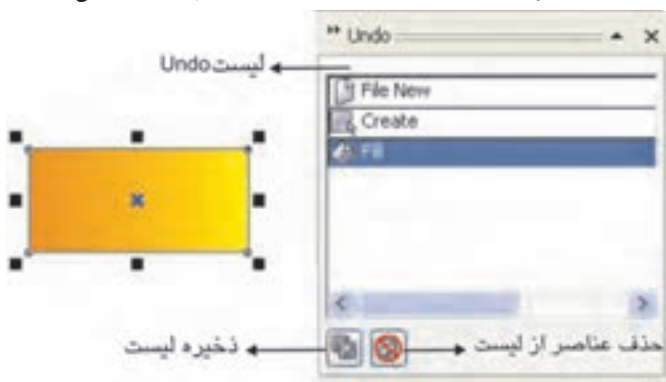 Undo
لیست Undo
File New
Create
Fill
ذخیره لیست
حذف عناصر از لیست